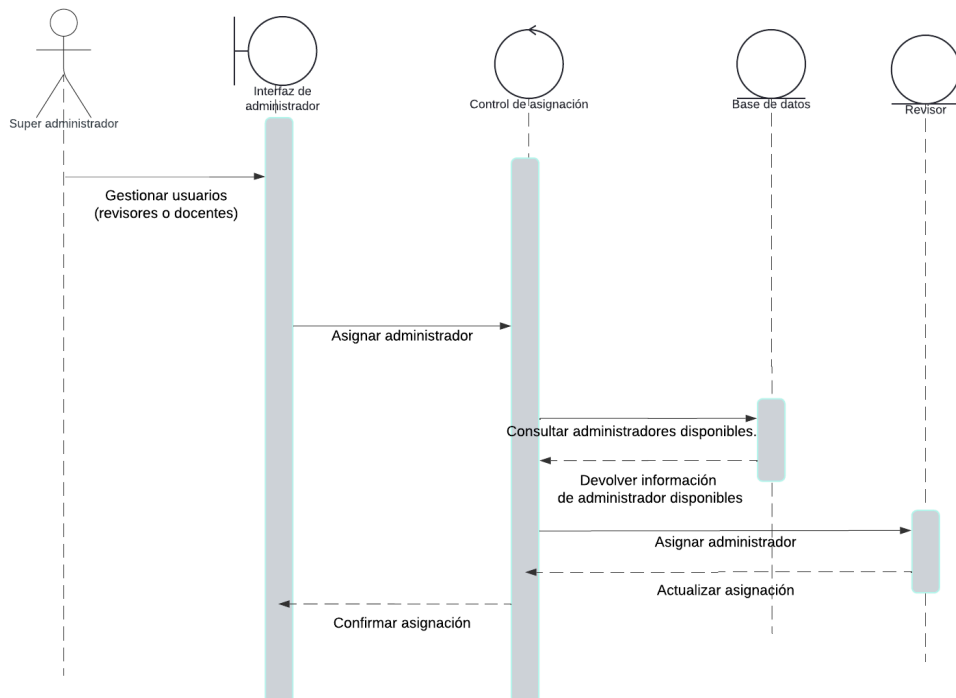 Super administrador
Interfaz de
administrador
Control de asignación
Base de datos
Revisor
Gestionar usuarios
(revisores o docentes)
Asignar administrador
Consultar administradores disponibles.
Devolver información
de administrador disponibles
Asignar administrador
Actualizar asignación
Confirmar asignación